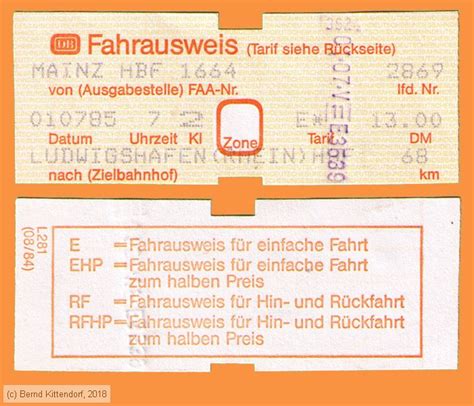 DB Fahrausweis (Tarif siehe Rückseite)
MAINZ HBF 1664 2869
von (Ausgabestelle) FAA-Nr. lfd. Nr.
010785 7 2 13.00
Datum Uhrzeit Kl Zone Tarif DM
LUDWIGSHAFEN(RHEIN)HBF 68
nach (Zielbahnhof) km
L281
(08/84)
E = Fahrausweis für einfache Fahrt
EHP = Fahrausweis für einfache Fahrt
zum halben Preis
RF = Fahrausweis für Hin- und Rückfahrt
RFHP = Fahrausweis für Hin- und Rückfahrt
zum halben Preis
(c) Bernd Kittendorf, 2018